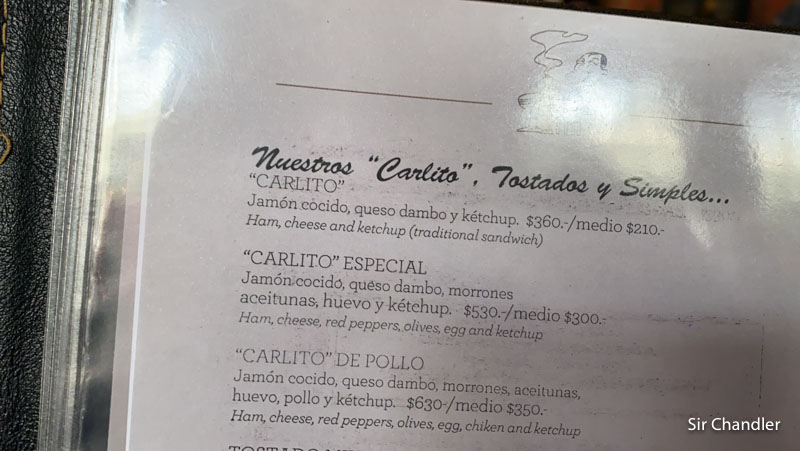 Nuestros "Carlito", Tostados y Simples...
"CARLITO"
Jamón cocido, queso dambo y kétchup. $360.-/medio $210.-
Ham, cheese and ketchup (traditional sandwich)
"CARLITO" ESPECIAL
Jamón cocido, queso dambo, morrones
aceitunas, huevo y kétchup. $530.-/medio $300.-
Ham, cheese, red peppers, olives, egg and ketchup
"CARLITO" DE POLLO
Jamón cocido, queso dambo, morrones, aceitunas,
huevo, pollo y kétchup. $630-/medio $350.-
Ham, cheese, red peppers, olives, egg, chiken and ketchup
Sir Chandler